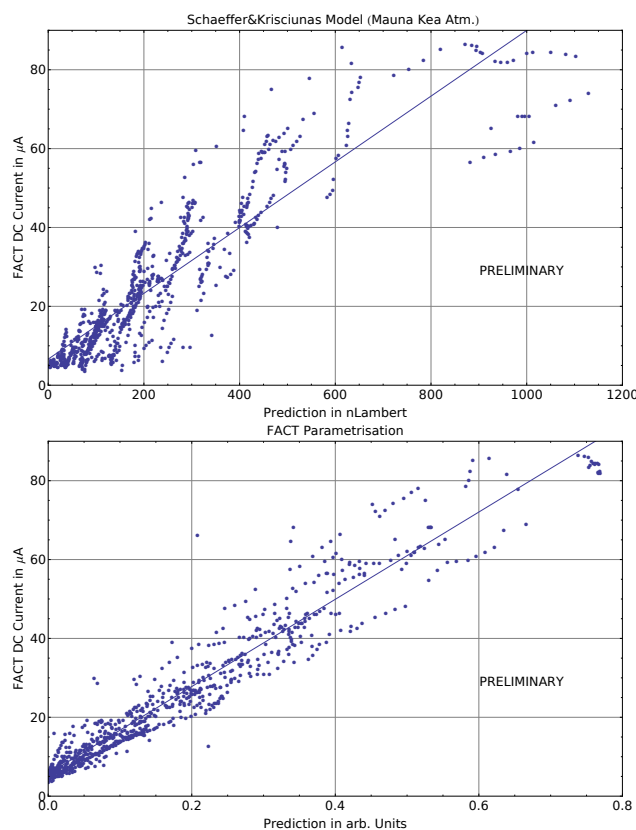 Schaeffer&Krisciunas Model (Mauna Kea Atm.)
FACT DC Current in μA
80
60
40
20
0
PRELIMINARY
0 200 400 600 800 1000 1200
Prediction in nLambert
FACT Parametrisation
FACT DC Current in μA
80
60
40
20
0
PRELIMINARY
0.0 0.2 0.4 0.6 0.8
Prediction in arb. Units